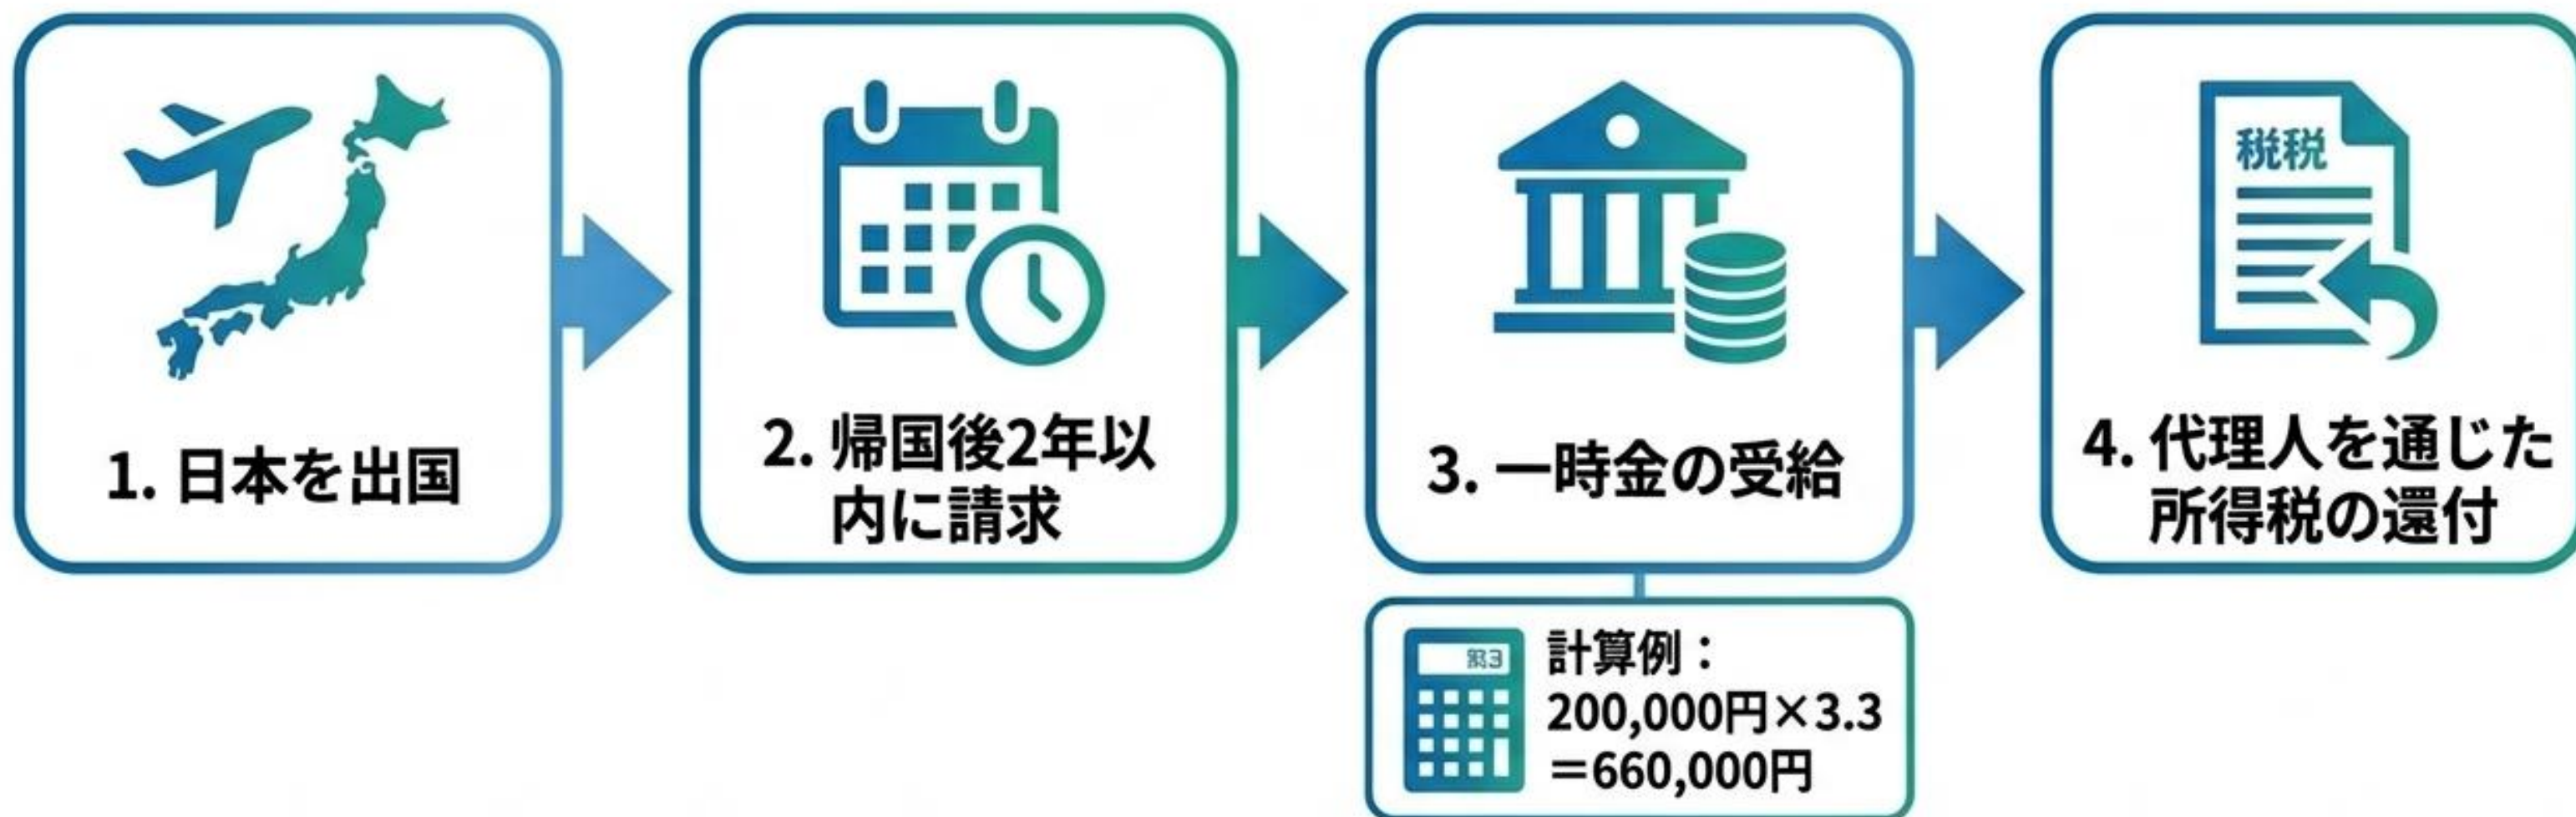 税税
1. 日本を出国
2. 帰国後2年以
内に請求
3. 一時金の受給
4. 代理人を通じた
所得税の還付
計算例：
200,000円×3.3
＝660,000円